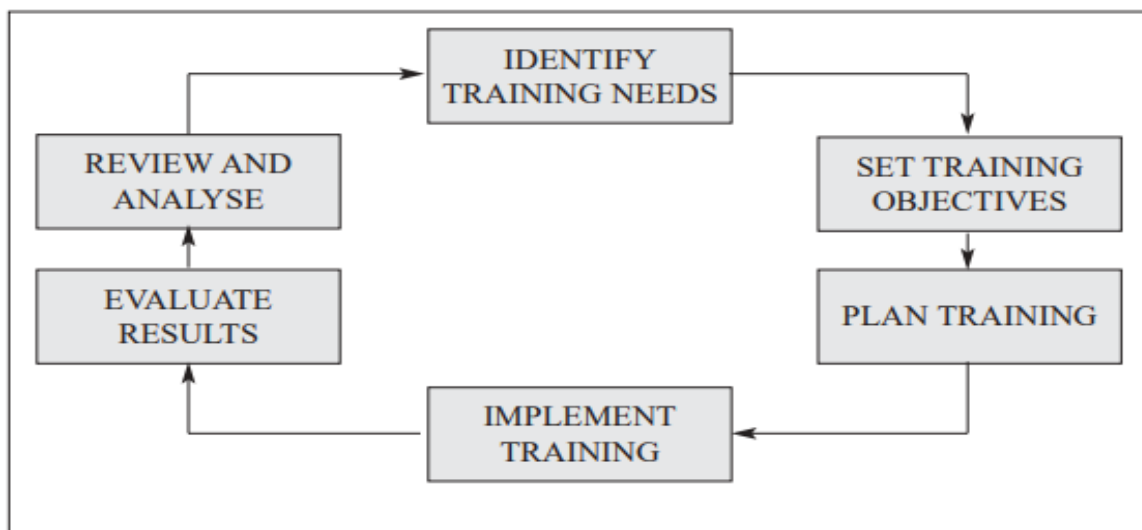 IDENTIFY
TRAINING NEEDS
SET TRAINING
OBJECTIVES
PLAN TRAINING
IMPLEMENT
TRAINING
EVALUATE
RESULTS
REVIEW AND
ANALYSE